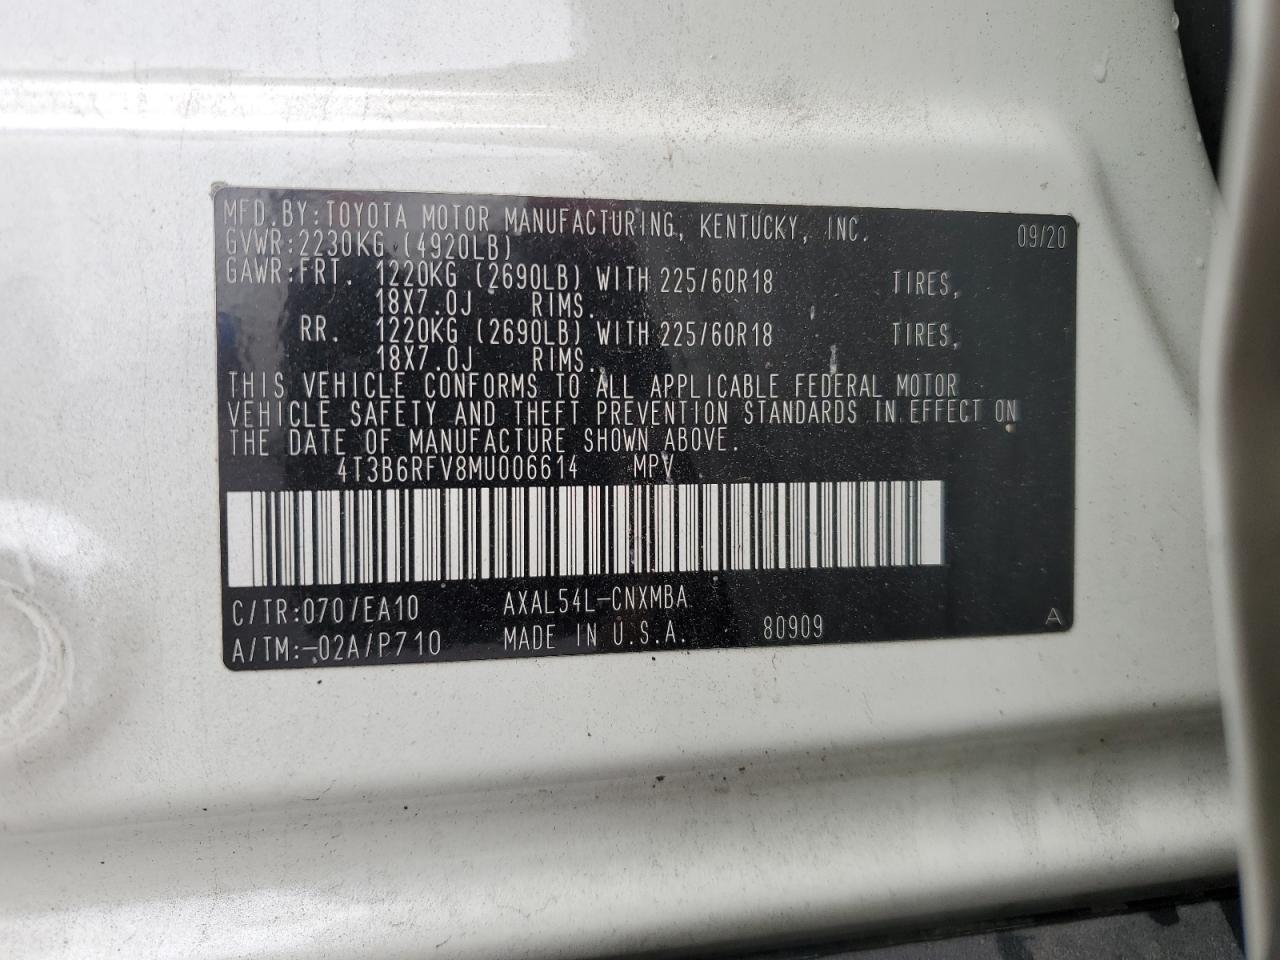 MFD.BY:TOYOTA MOTOR MANUFACTURING, KENTUCKY, INC. 09/20
GVWR:2230KG (4920LB)
GAWR:FRT. 1220KG (2690LB) WITH 225/60R18 TIRES,
18X7.0J RIMS.
RR. 1220KG (2690LB) WITH 225/60R18 TIRES,
18X7.0J RIMS.
THIS VEHICLE CONFORMS TO ALL APPLICABLE FEDERAL MOTOR
VEHICLE SAFETY AND THEFT PREVENTION STANDARDS IN EFFECT ON
THE DATE OF MANUFACTURE SHOWN ABOVE.
4T3B6RFV8MU006614 MPV
C/TR:070/EA10 AXAL54L-CNXMBA
A/TM:-02A/P710 MADE IN U.S.A. 80909 A